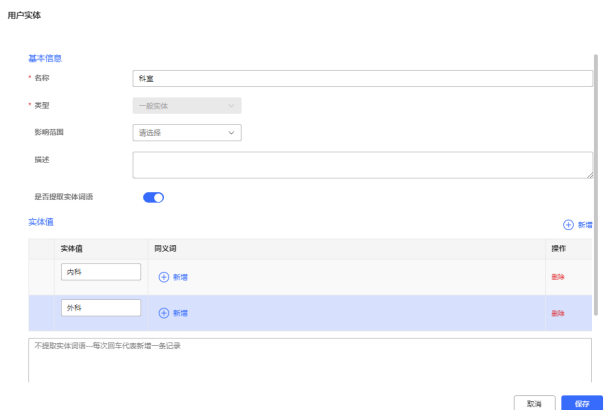 用户实体
基本信息
* 名称 科室
* 类型 一般实体
影响范围 请选择
描述
是否提取实体词语
实体值 新增
实体值 同义词 操作
内科 新增 删除
外科 新增 删除
不提取实体词语---每次回车代表新增一条记录
取消 保存